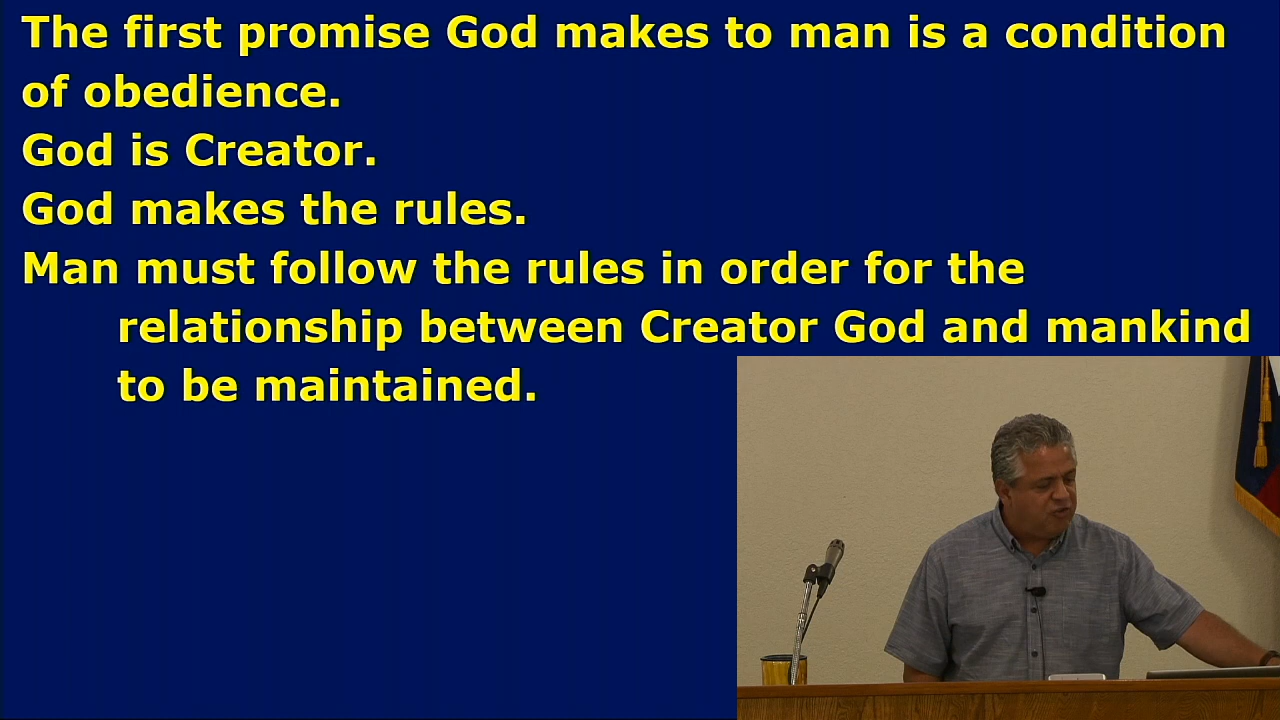 The first promise God makes to man is a condition
of obedience.
God is Creator.
God makes the rules.
Man must follow the rules in order for the
relationship between Creator God and mankind
to be maintained.